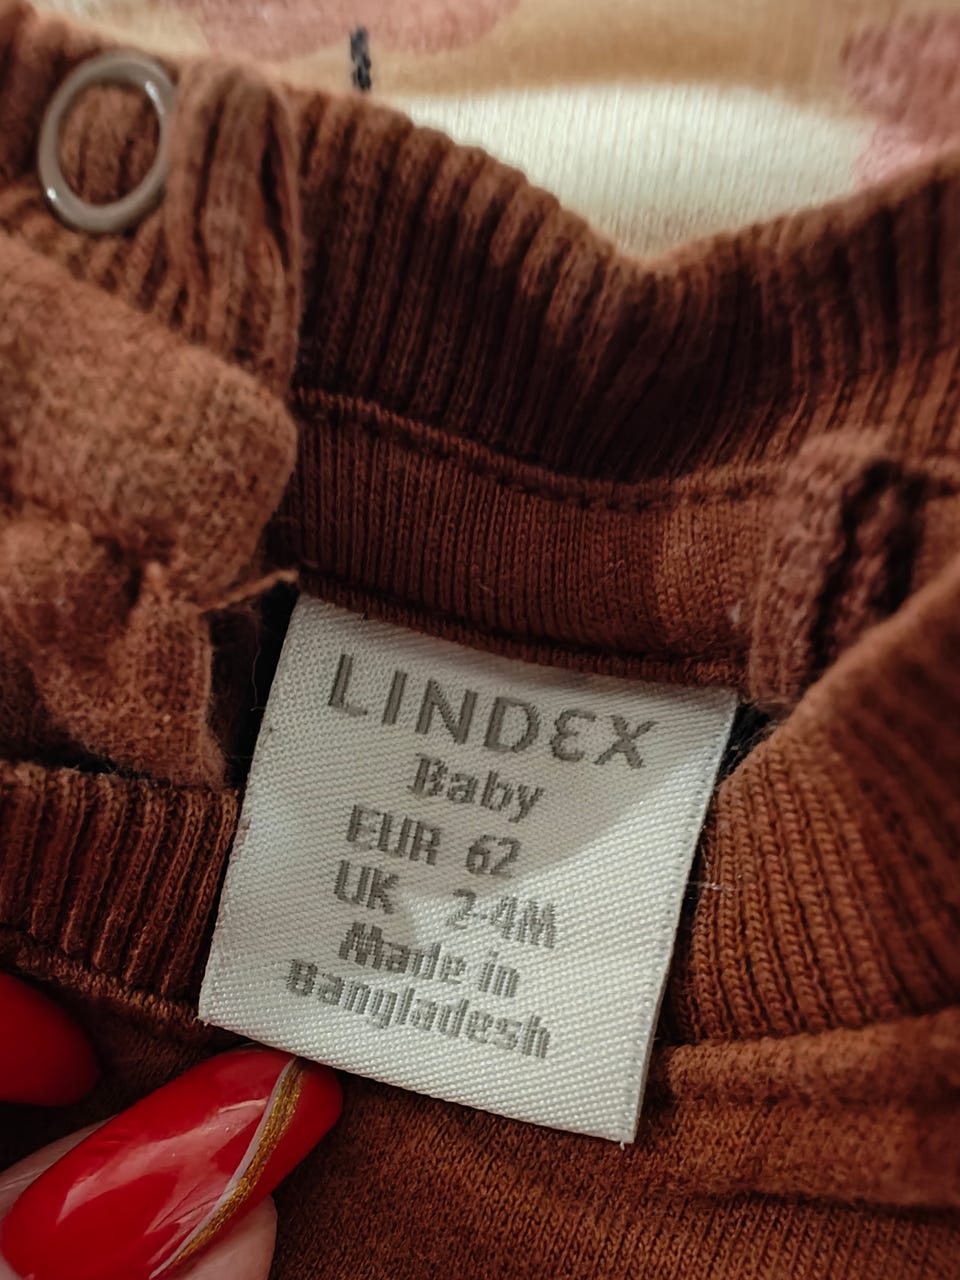 LINDEX
Baby
EUR 62
UK 2-4M
Made in
Bangladesh